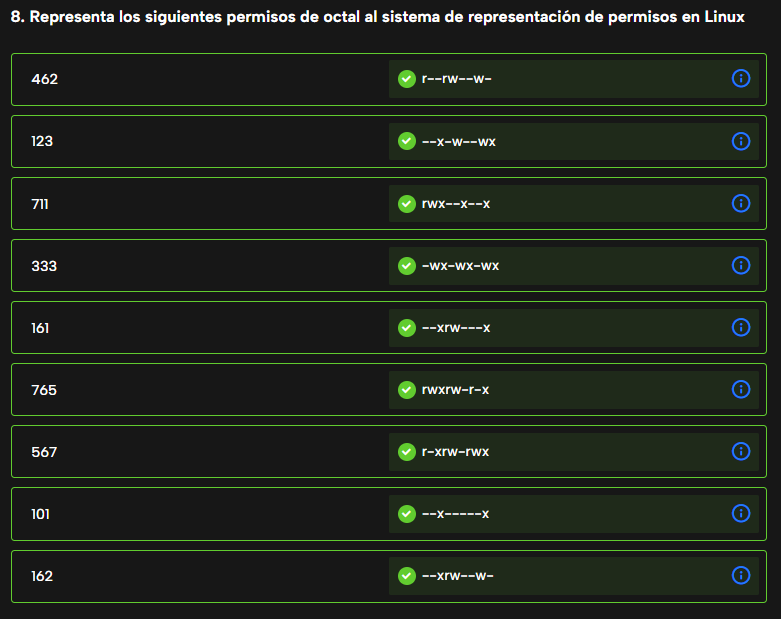 8. Representa los siguientes permisos de octal al sistema de representación de permisos en Linux
462 r--rw--w-
123 --x-w--wx
711 rwx--x--x
333 -wx-wx-wx
161 --xrw---x
765 rwxrw-r-x
567 r-xrw-rwx
101 --x-----x
162 --xrw--w-